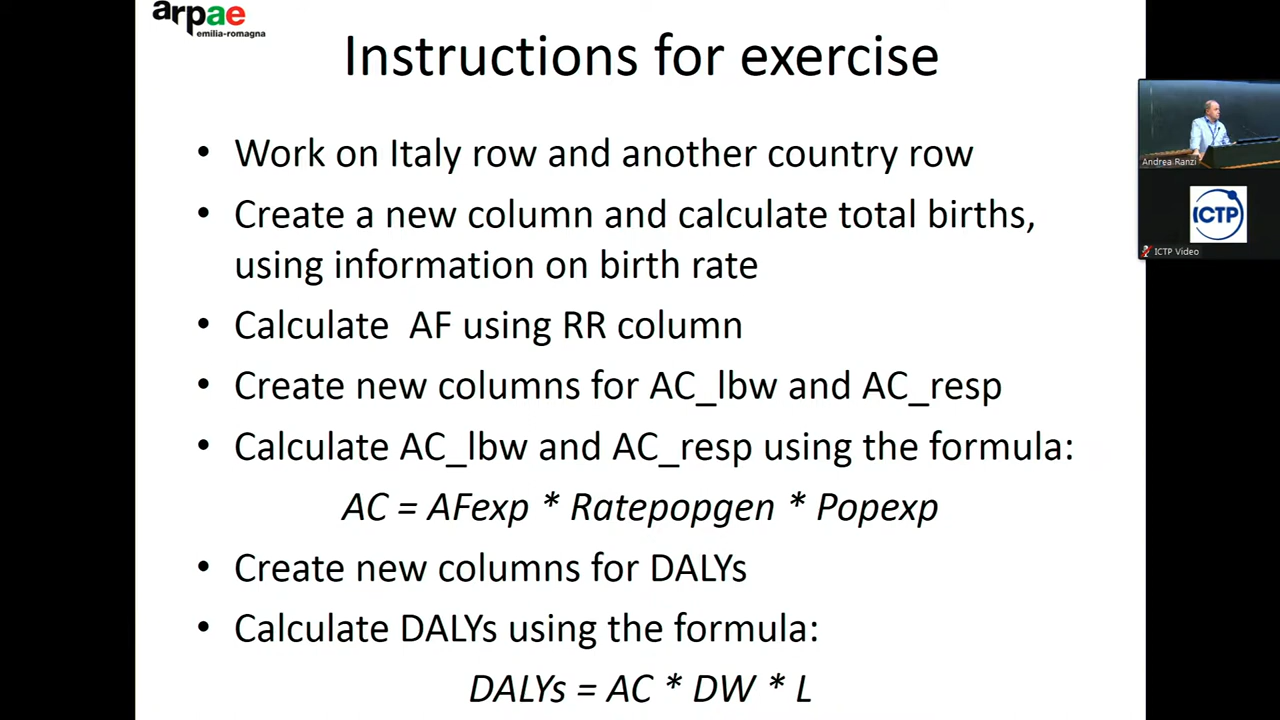 arpae
emilia-romagna
Instructions for exercise
• Work on Italy row and another country row
• Create a new column and calculate total births,
using information on birth rate
• Calculate AF using RR column
• Create new columns for AC_lbw and AC_resp
• Calculate AC_lbw and AC_resp using the formula:
AC = AFexp * Ratepopgen * Popexp
• Create new columns for DALYs
• Calculate DALYs using the formula:
DALYs = AC * DW * L
Andrea Ranzi
ICTP
ICTP Video